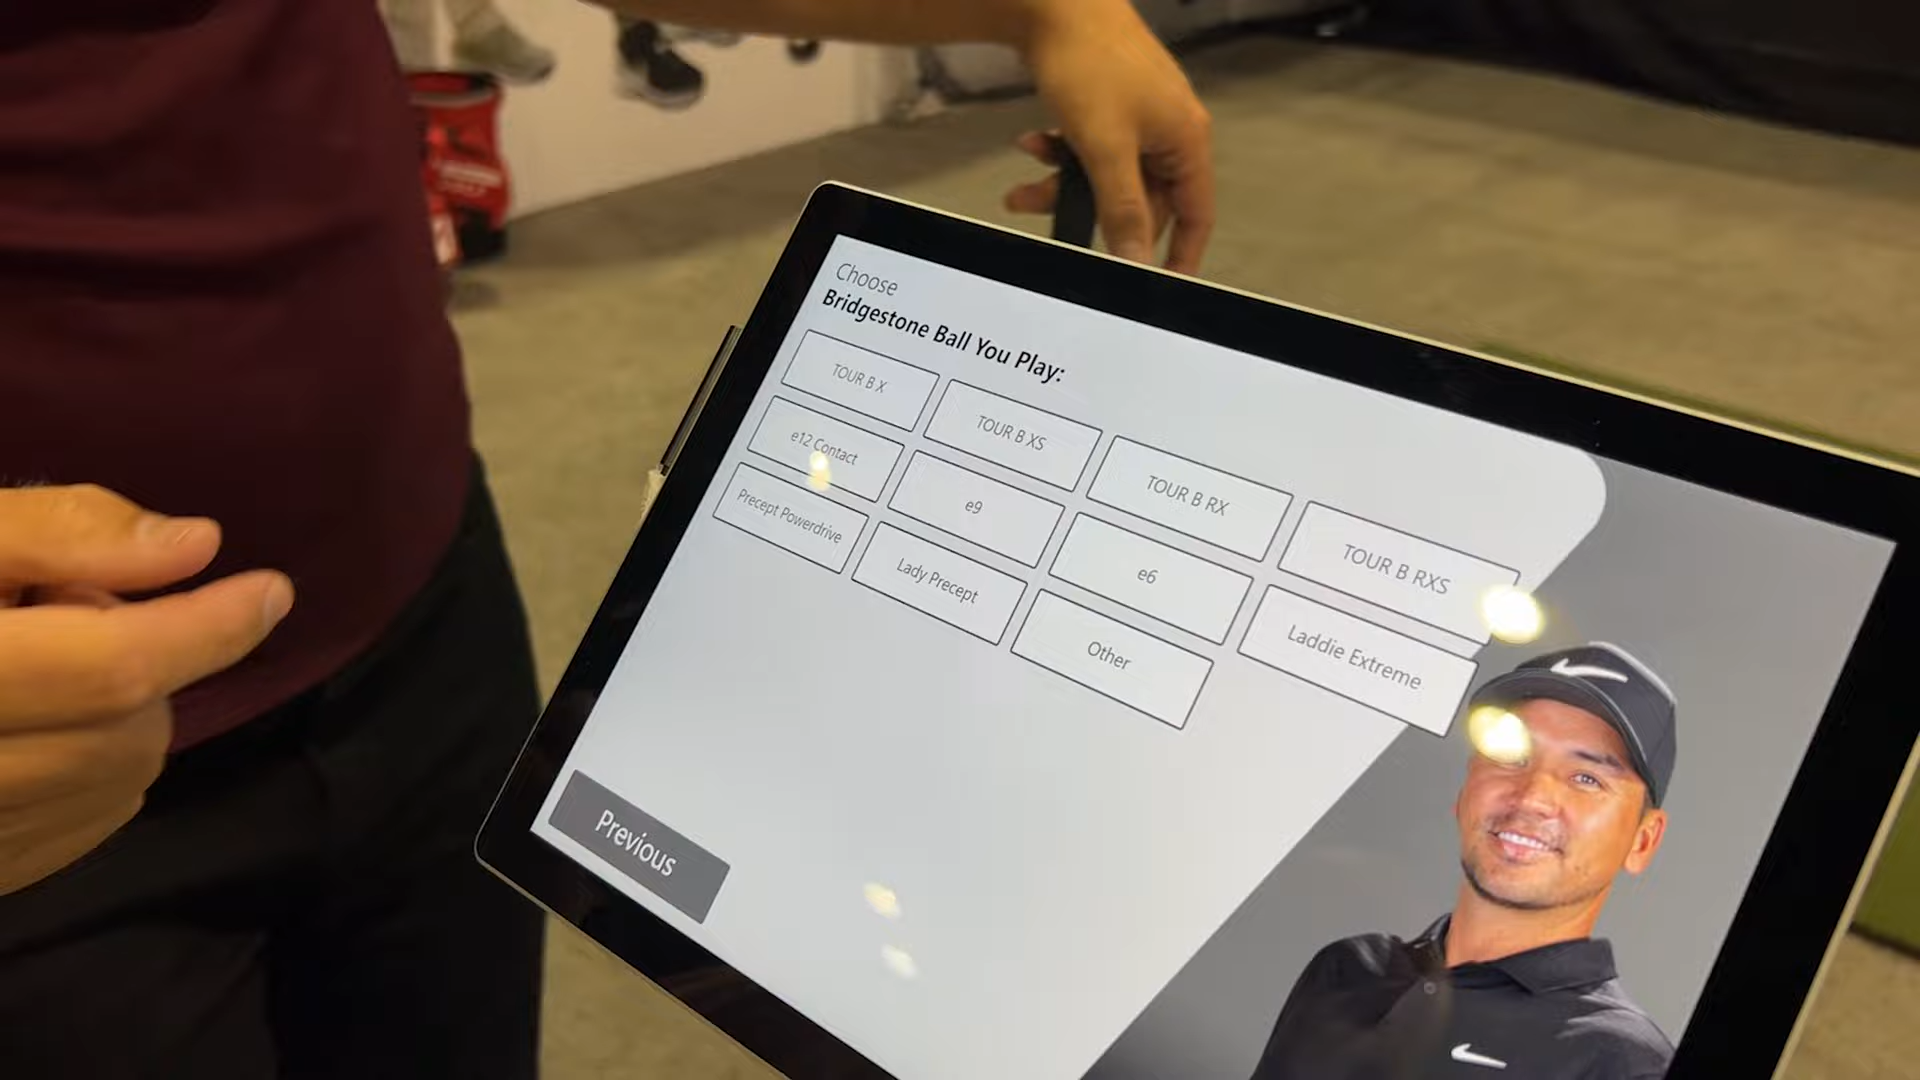 Choose
Bridgestone Ball You Play:
TOUR B X
TOUR B XS
TOUR B RX
TOUR B RXS
e12 Contact
e9
e6
Laddie Extreme
Precept Powerdrive
Lady Precept
Other
Previous